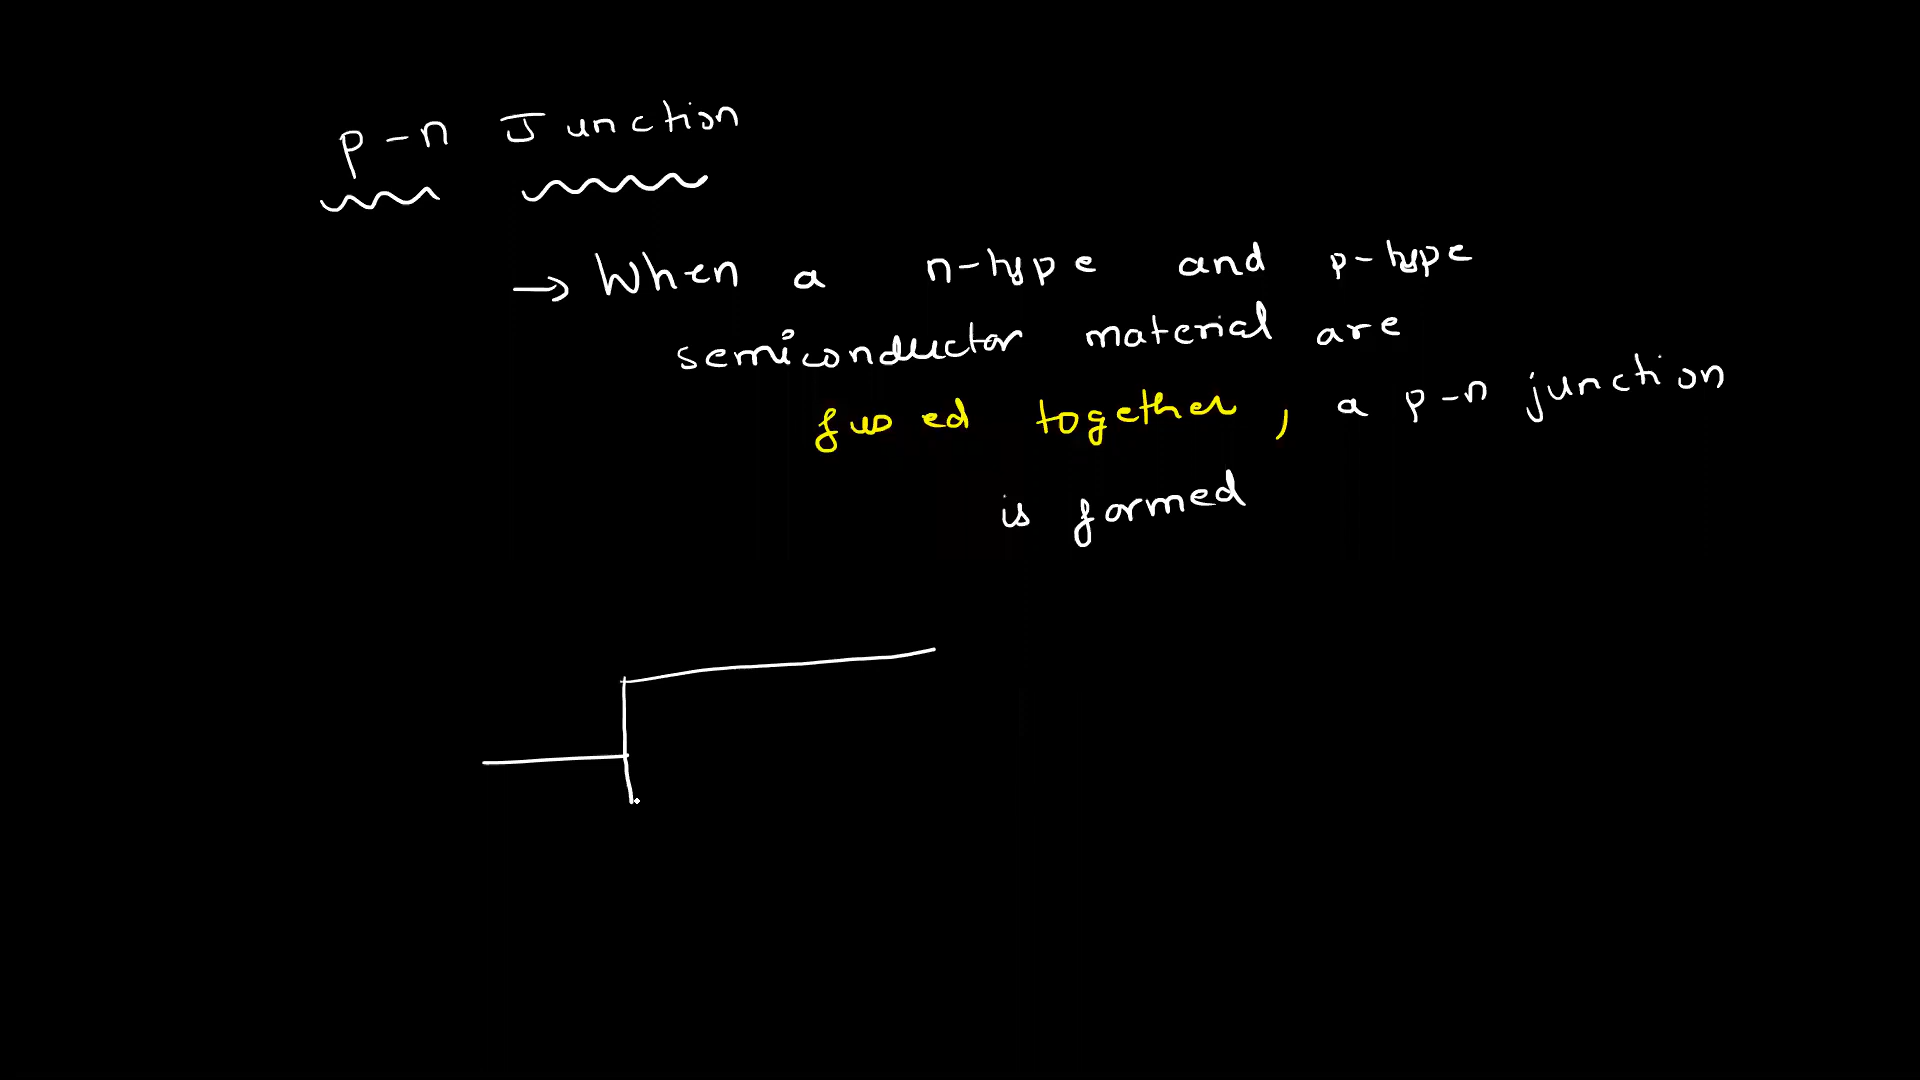 p-n Junction
→ When a n-type and p-type
semiconductor material are
fused together, a p-n junction
is formed